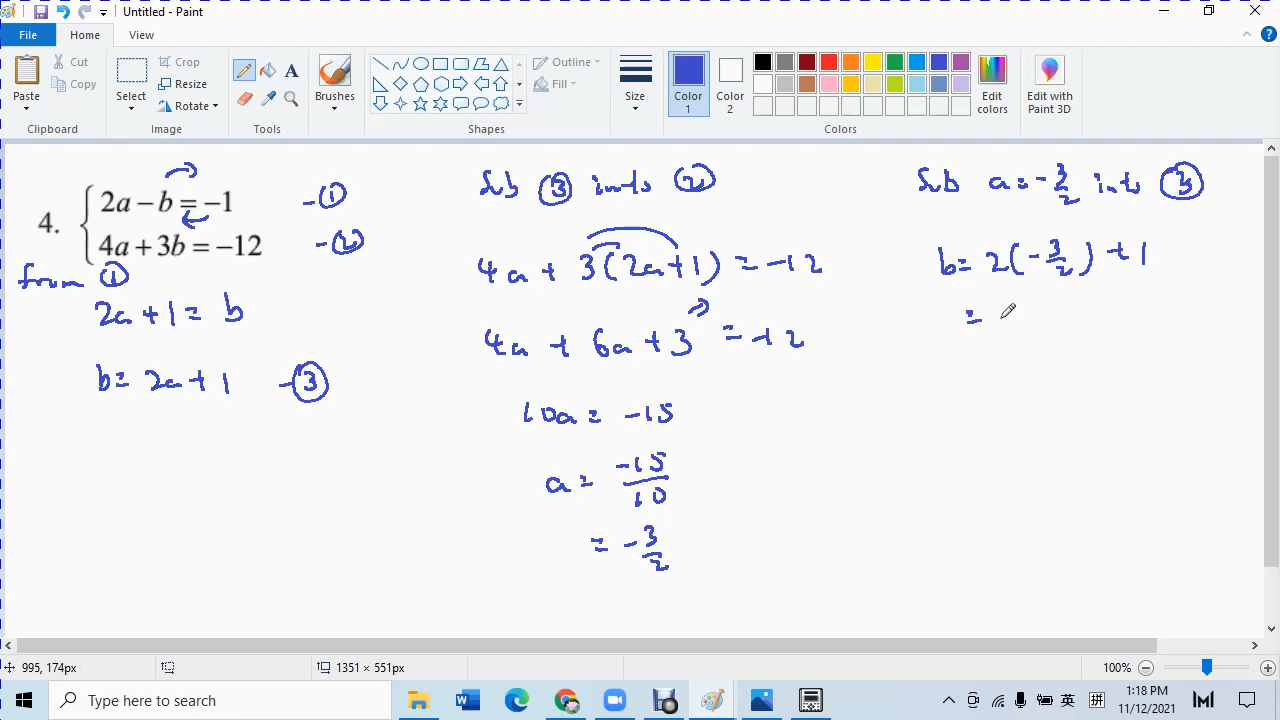 Untitled - Paint
File
Home
View
Paste
Cut
Copy
Clipboard
Select
Crop
Resize
Rotate
Image
Tools
Brushes
Shapes
Outline
Fill
Size
Color 1
Color 2
Edit colors
Edit with Paint 3D
Colors
4.
2a − b = −1 -①
4a + 3b = −12 -②
from ①
2a + 1 = b
b = 2a + 1 -③
Sub ③ into ②
4a + 3(2a+1) = -12
4a + 6a + 3 = -12
10a = -15
a = -15/10
= -3/2
Sub a = -3/2 into ③
b = 2(-3/2) + 1
=
995, 174px
1351 × 551px
100%
Type here to search
英
拼
1:18 PM
11/12/2021